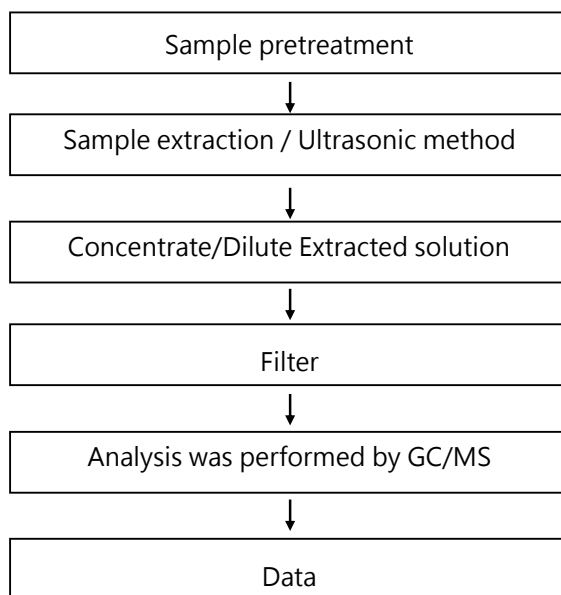 Sample pretreatment
Sample extraction / Ultrasonic method
Concentrate/Dilute Extracted solution
Filter
Analysis was performed by GC/MS
Data